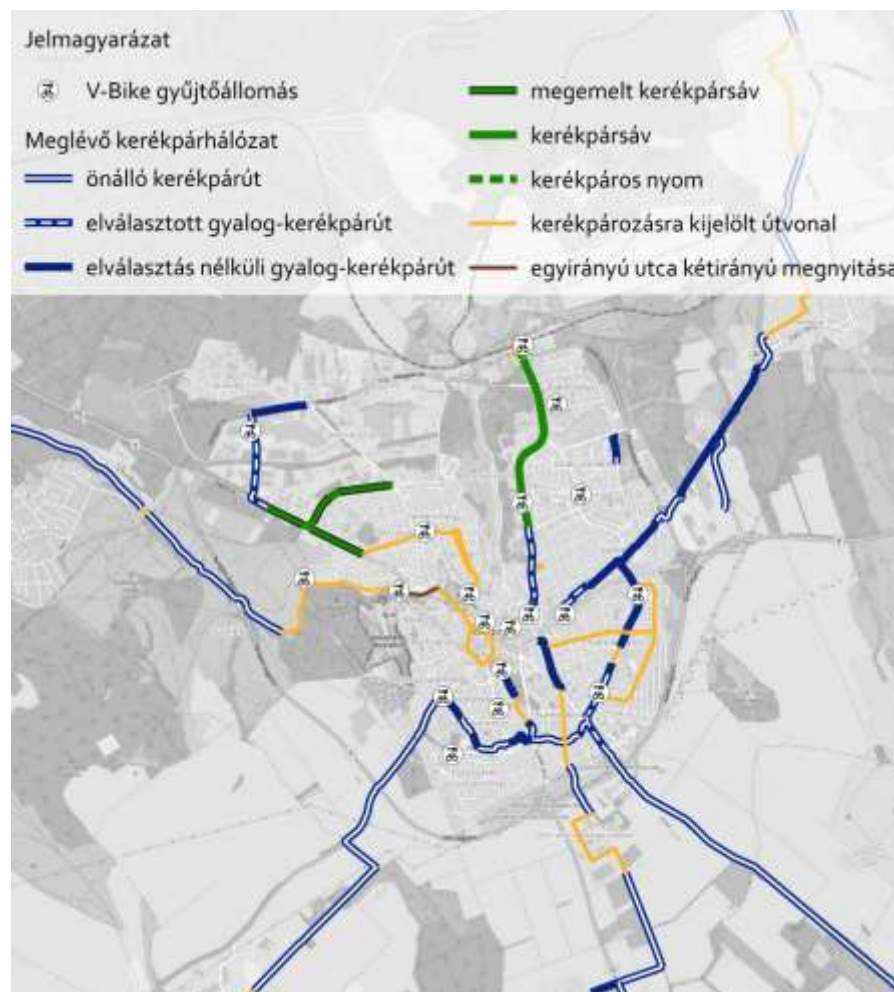 Jelmagyarázat
V-Bike gyűjtőállomás
Meglévő kerékpárhálózat
önálló kerékpárút
elválasztott gyalog-kerékpárút
elválasztás nélküli gyalog-kerékpárút
megemelt kerékpársáv
kerékpársáv
kerékpáros nyom
kerékpározásra kijelölt útvonal
egyirányú utca kétirányú megnyitása